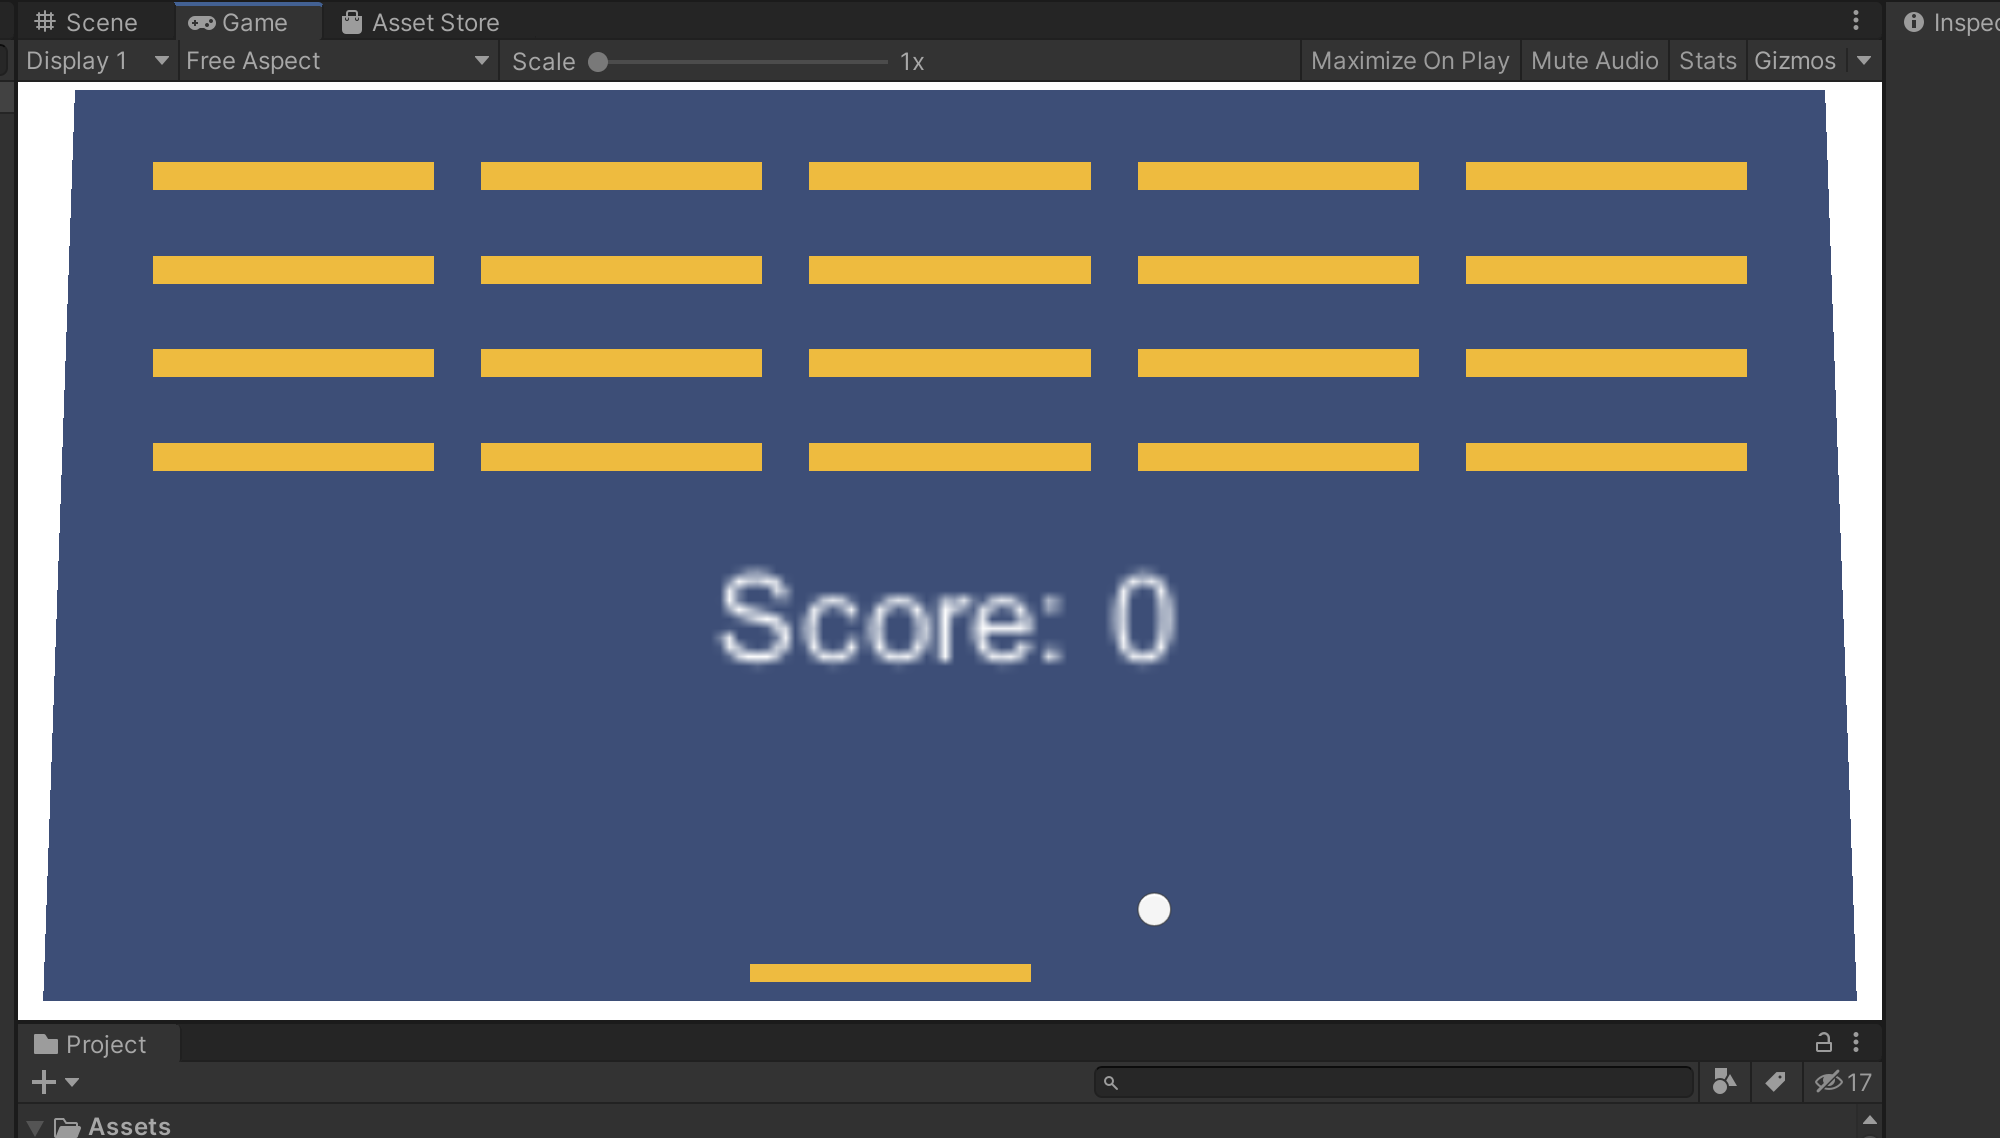 Scene Game Asset Store
Display 1 Free Aspect Scale 1x Maximize On Play Mute Audio Stats Gizmos
Score: 0
Project
17
Assets